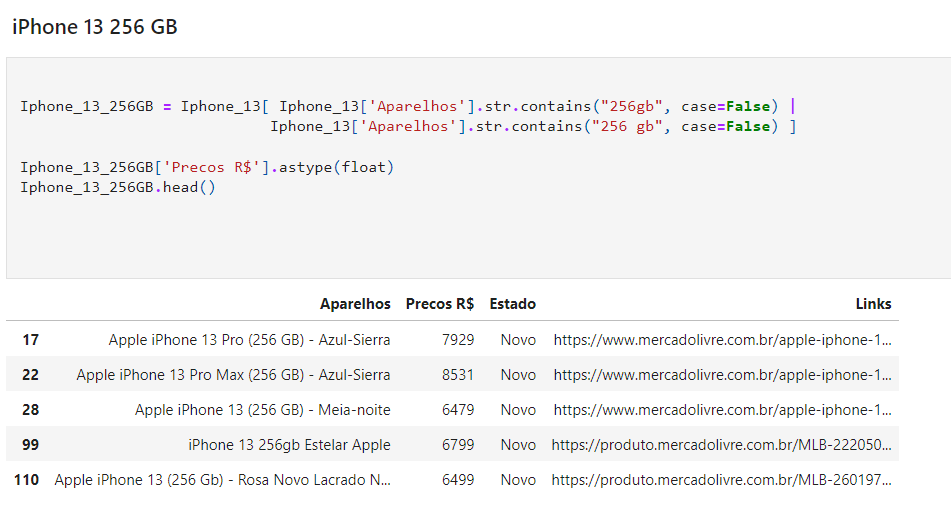 iPhone 13 256 GB
Iphone_13_256GB = Iphone_13[ Iphone_13['Aparelhos'].str.contains("256gb", case=False) |
Iphone_13['Aparelhos'].str.contains("256 gb", case=False) ]
Iphone_13_256GB['Precos R$'].astype(float)
Iphone_13_256GB.head()
Aparelhos Precos R$ Estado Links
17 Apple iPhone 13 Pro (256 GB) - Azul-Sierra 7929 Novo https://www.mercadolivre.com.br/apple-iphone-1...
22 Apple iPhone 13 Pro Max (256 GB) - Azul-Sierra 8531 Novo https://www.mercadolivre.com.br/apple-iphone-1...
28 Apple iPhone 13 (256 GB) - Meia-noite 6479 Novo https://www.mercadolivre.com.br/apple-iphone-1...
99 iPhone 13 256gb Estelar Apple 6799 Novo https://produto.mercadolivre.com.br/MLB-222050...
110 Apple iPhone 13 (256 Gb) - Rosa Novo Lacrado N... 6499 Novo https://produto.mercadolivre.com.br/MLB-260197...